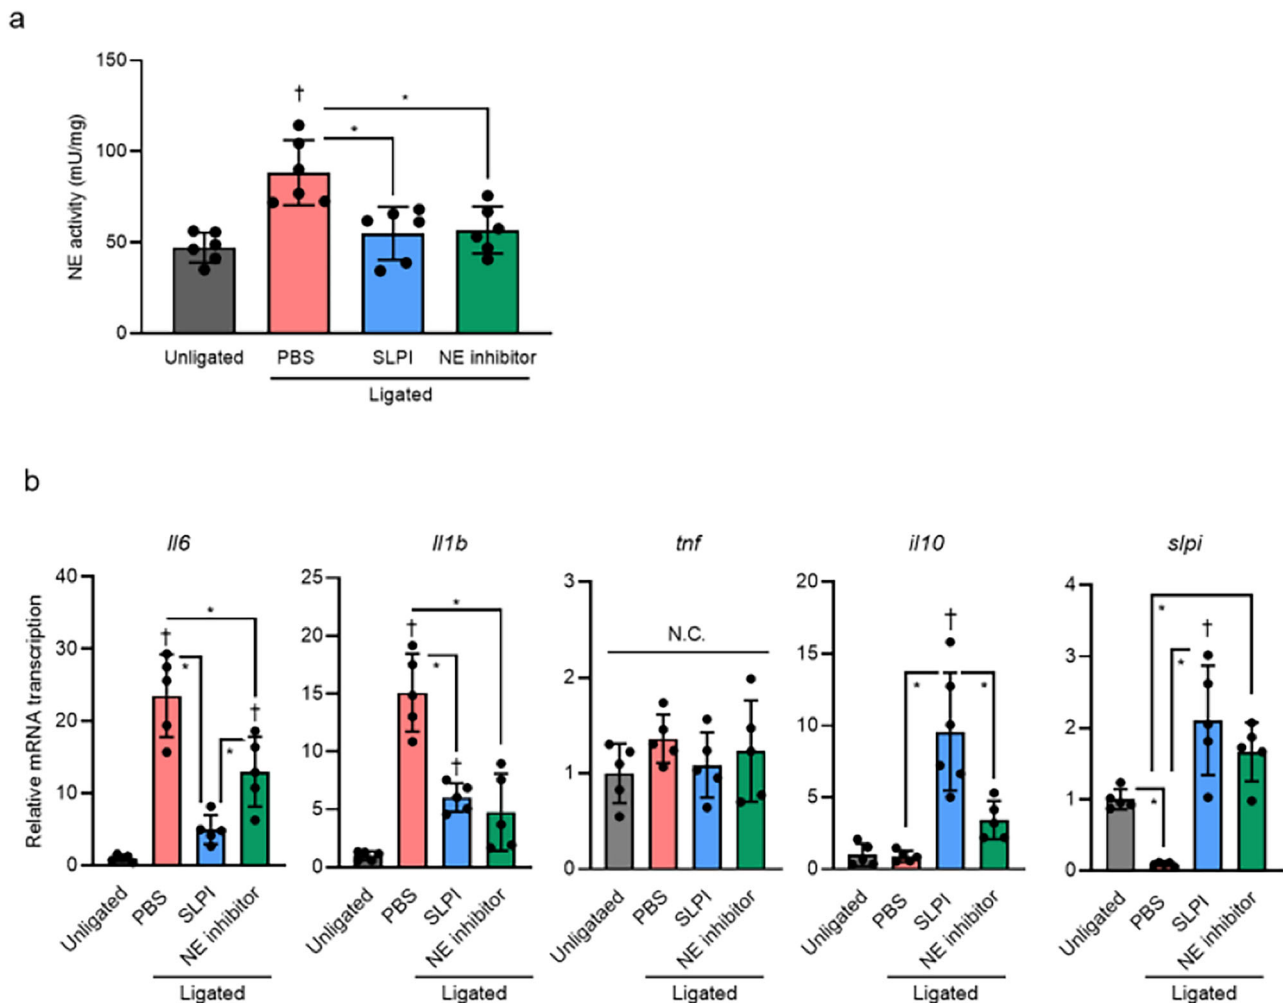 a
NE activity (mU/mg)
150
100
50
0
†
*
*
Unligated PBS SLPI NE inhibitor
Ligated
b
Relative mRNA transcription
Il6
40
30
20
10
0
*
†
*
†
*
Unligated
PBS
SLPI
NE inhibitor
Ligated
Il1b
25
20
15
10
5
0
*
†
*
†
Unligated
PBS
SLPI
NE inhibitor
Ligated
tnf
3
2
1
0
N.C.
Unligataed
PBS
SLPI
NE inhibitor
Ligated
il10
20
15
10
5
0
†
*
*
Unligated
PBS
SLPI
NE inhibitor
Ligated
slpi
4
3
2
1
0
*
†
*
*
Unligated
PBS
SLPI
NE inhibitor
Ligated